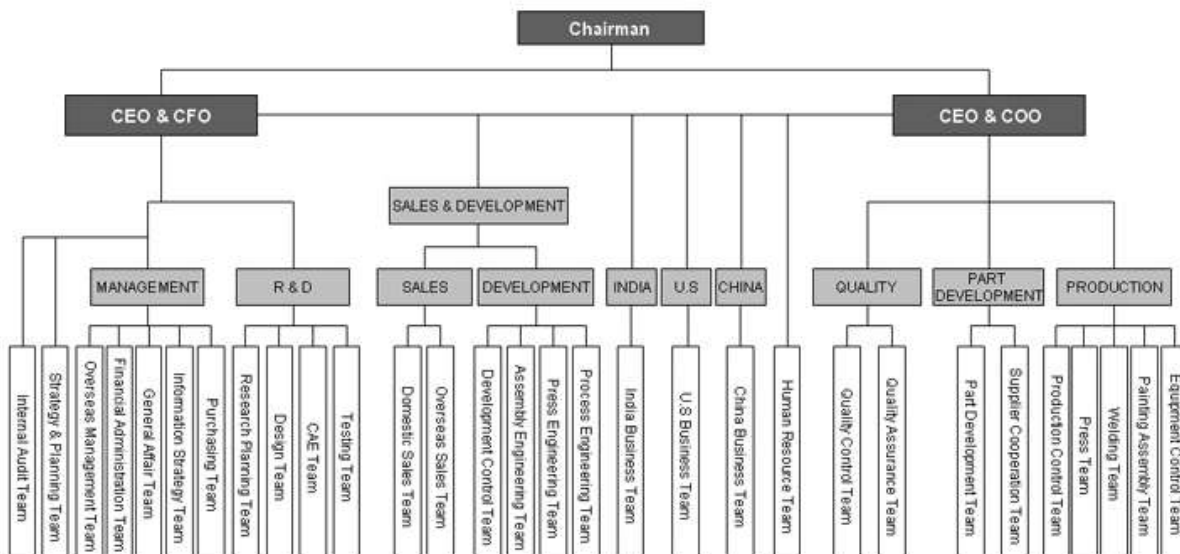 Chairman
CEO & CFO
CEO & COO
SALES & DEVELOPMENT
MANAGEMENT
R & D
SALES
DEVELOPMENT
INDIA
U.S
CHINA
QUALITY
PART
DEVELOPMENT
PRODUCTION
Internal Audit Team
Strategy & Planning Team
Overseas Management Team
Financial Administration Team
General Affair Team
Information Strategy Team
Purchasing Team
Research Planning Team
Design Team
CAE Team
Testing Team
Domestic Sales Team
Overseas Sales Team
Development Control Team
Assembly Engineering Team
Press Engineering Team
Process Engineering Team
India Business Team
U.S Business Team
China Business Team
Human Resource Team
Quality Control Team
Quality Assurance Team
Part Development Team
Supplier Cooperation Team
Production Control Team
Press Team
Welding Team
Painting Assembly Team
Equpment Control Team